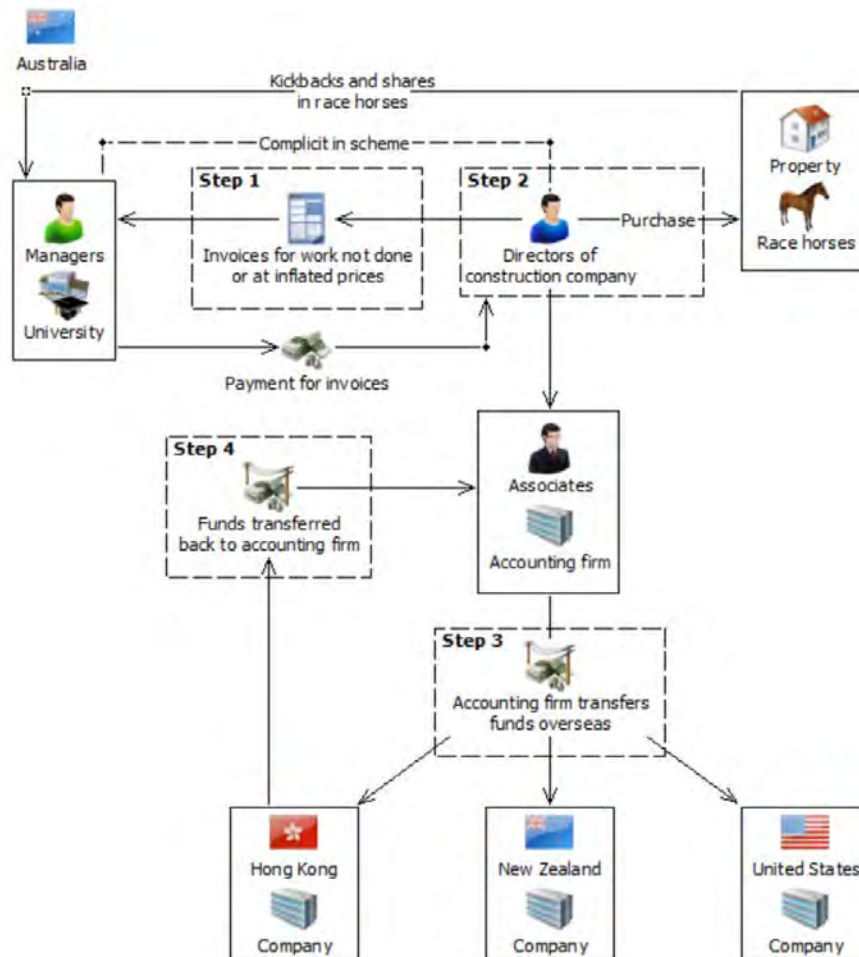 Australia
Kickbacks and shares
in race horses
Complicit in scheme
Step 1
Step 2
Property
Managers
Invoices for work not done
or at inflated prices
Directors of
construction company
Purchase
Race horses
University
Payment for invoices
Step 4
Associates
Funds transferred
back to accounting firm
Accounting firm
Step 3
Accounting firm transfers
funds overseas
Hong Kong
New Zealand
United States
Company
Company
Company